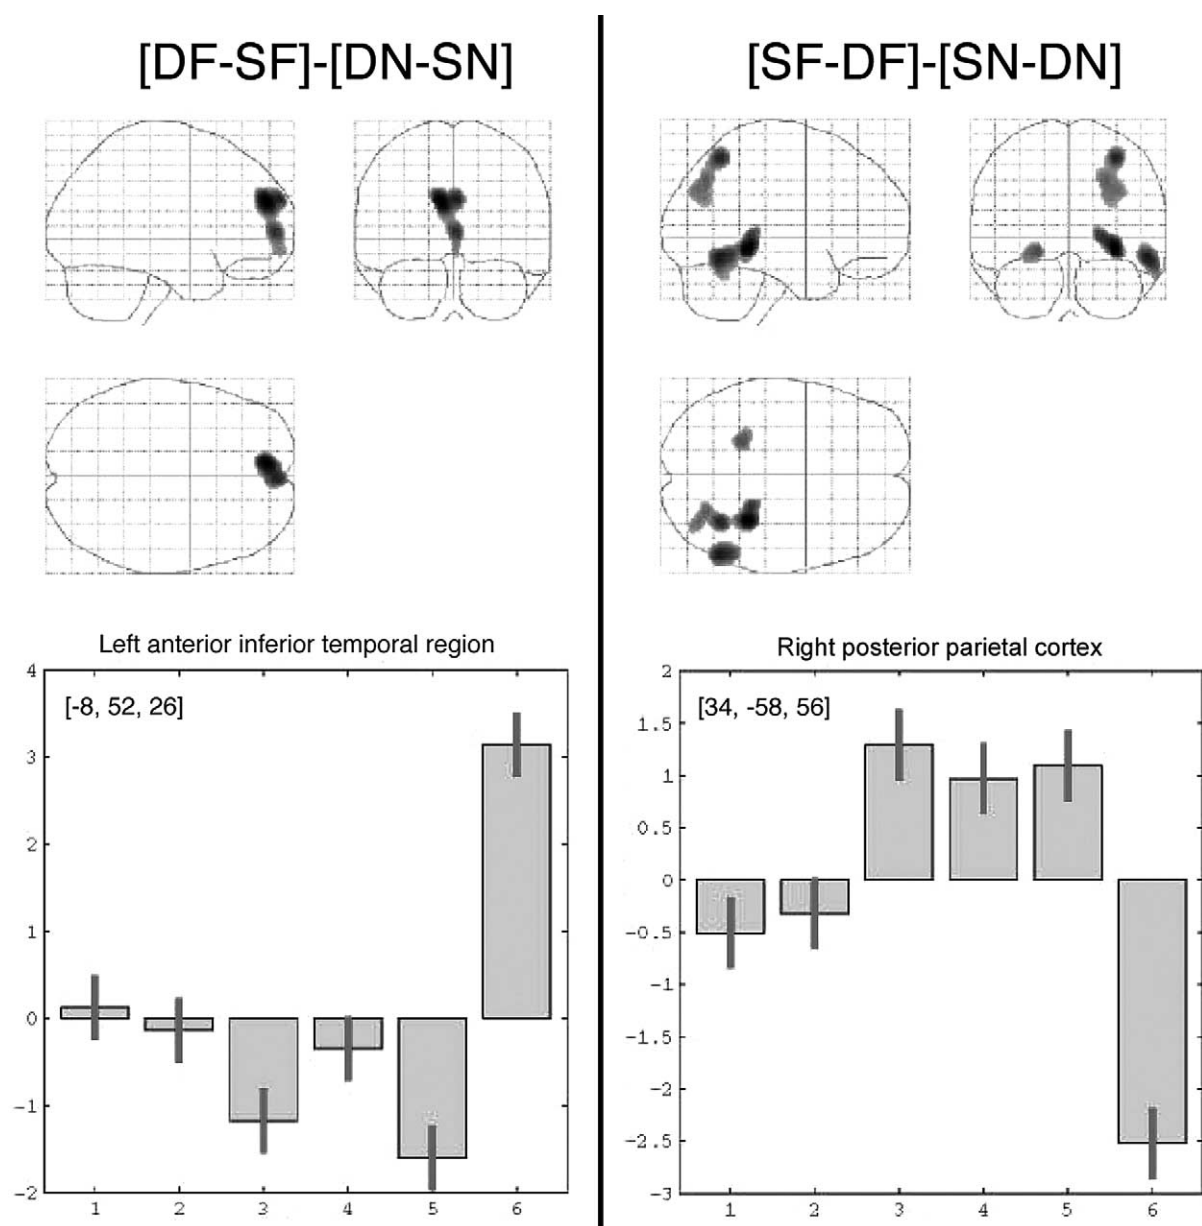 [DF-SF]-[DN-SN]
Left anterior inferior temporal region
[-8, 52, 26]
4
3
2
1
0
-1
-2
1 2 3 4 5 6
[SF-DF]-[SN-DN]
Right posterior parietal cortex
[34, -58, 56]
2
1.5
1
0.5
0
-0.5
-1
-1.5
-2
-2.5
-3
1 2 3 4 5 6